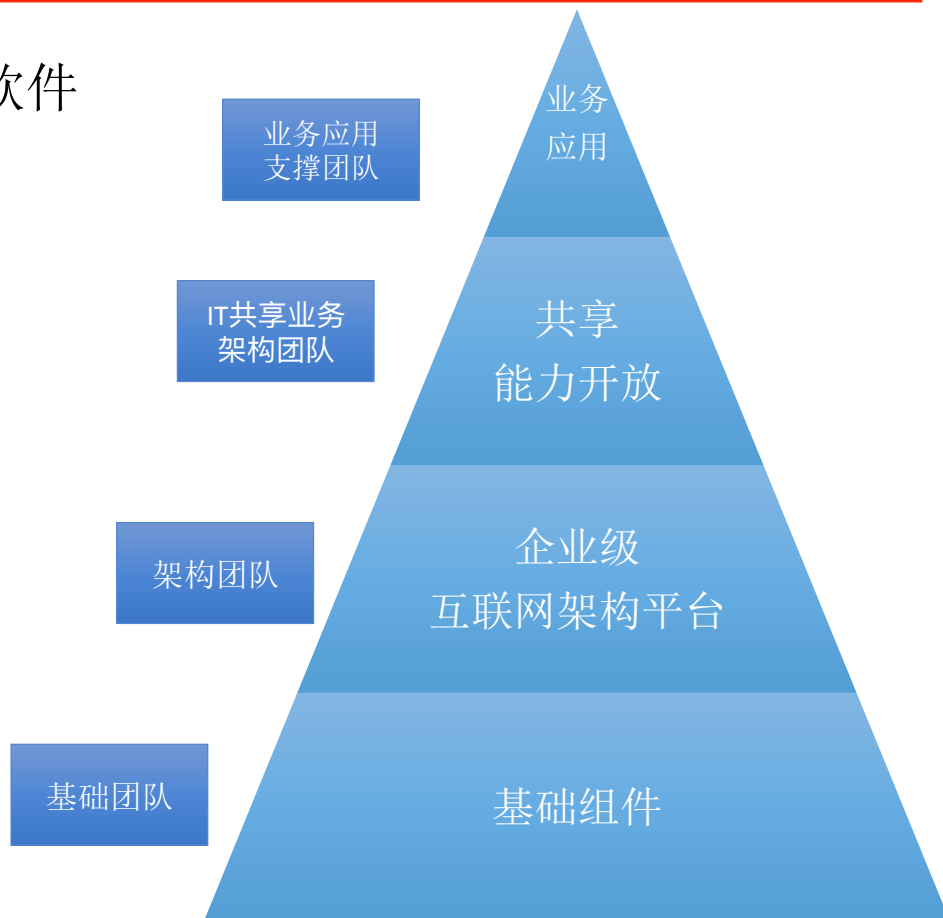 软件
业务
应用
业务应用
支撑团队
共享
能力开放
IT共享业务
架构团队
企业级
互联网架构平台
架构团队
基础组件
基础团队